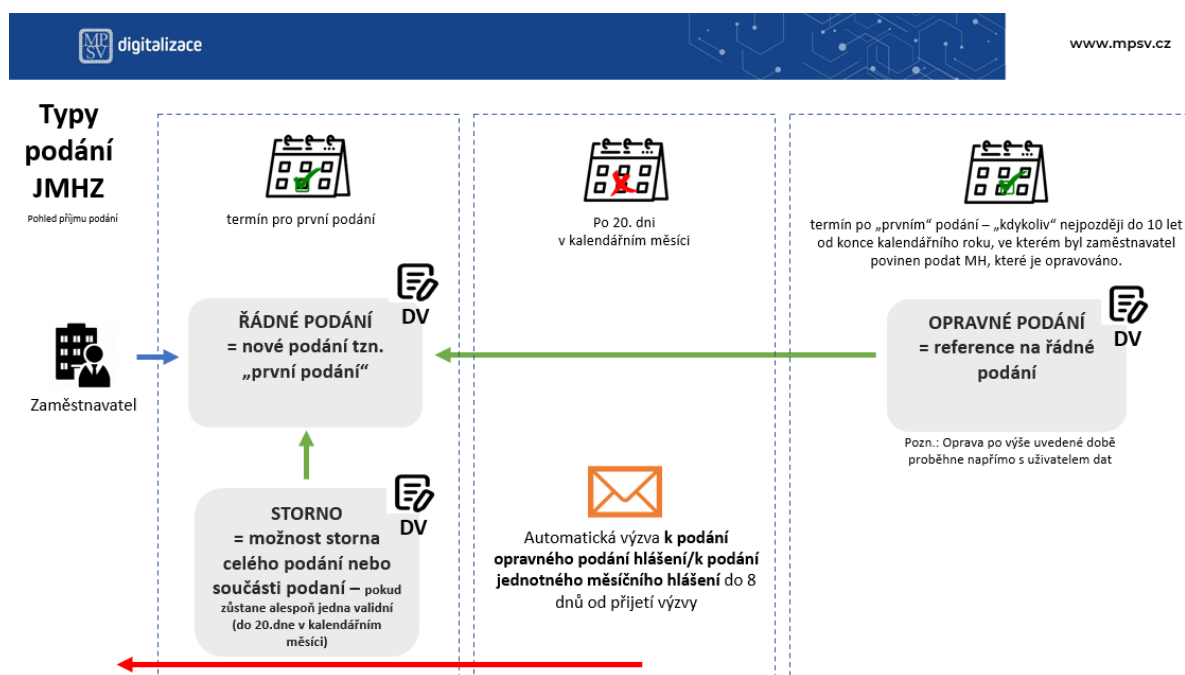 MP
SV
digitalizace
www.mpsv.cz
Typy
podání
JMHZ
Pohled příjmu podání
termín pro první podání
Po 20. dni
v kalendářním měsíci
termín po „prvním“ podání – „kdykoliv“ nejpozději do 10 let
od konce kalendářního roku, ve kterém byl zaměstnavatel
povinen podat MH, které je opravováno.
Zaměstnavatel
DV
ŘÁDNÉ PODÁNÍ
= nové podání tzn.
„první podání“
DV
OPRAVNÉ PODÁNÍ
= reference na řádné
podání
Pozn.: Oprava po výše uvedené době
proběhne napřímo s uživatelem dat
DV
STORNO
= možnost storna
celého podání nebo
součásti podaní – pokud
zůstane alespoň jedna validní
(do 20.dne v kalendářním
měsíci)
Automatická výzva k podání
opravného podání hlášení/k podání
jednotného měsíčního hlášení do 8
dnů od přijetí výzvy